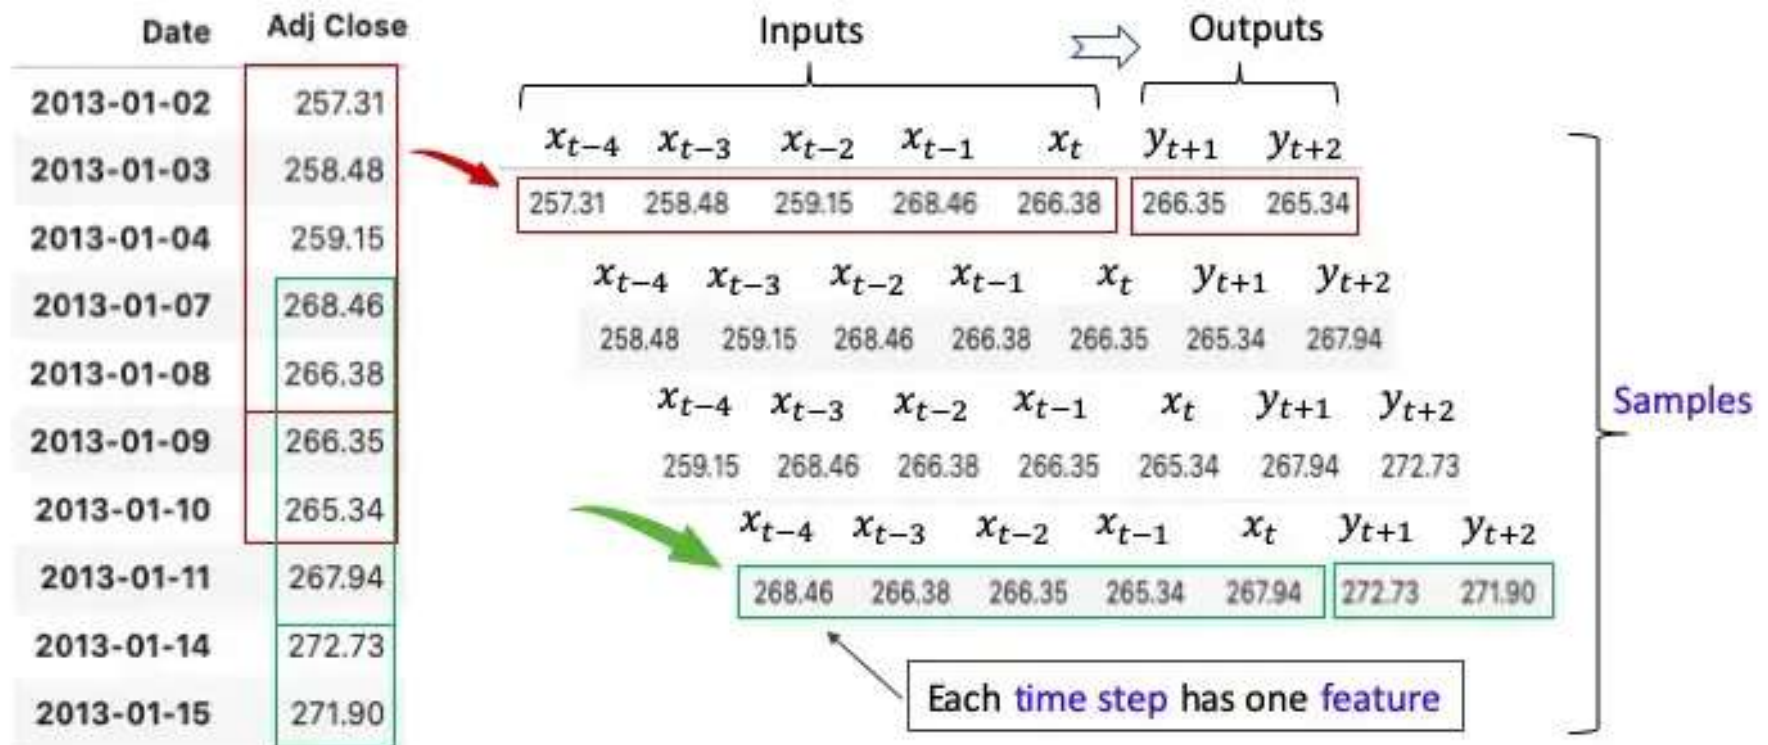 Date Adj Close
2013-01-02 257.31
2013-01-03 258.48
2013-01-04 259.15
2013-01-07 268.46
2013-01-08 266.38
2013-01-09 266.35
2013-01-10 265.34
2013-01-11 267.94
2013-01-14 272.73
2013-01-15 271.90
Inputs Outputs
x_{t−4} x_{t−3} x_{t−2} x_{t−1} x_t y_{t+1} y_{t+2}
257.31 258.48 259.15 268.46 266.38 266.35 265.34
x_{t−4} x_{t−3} x_{t−2} x_{t−1} x_t y_{t+1} y_{t+2}
258.48 259.15 268.46 266.38 266.35 265.34 267.94
x_{t−4} x_{t−3} x_{t−2} x_{t−1} x_t y_{t+1} y_{t+2}
259.15 268.46 266.38 266.35 265.34 267.94 272.73
x_{t−4} x_{t−3} x_{t−2} x_{t−1} x_t y_{t+1} y_{t+2}
268.46 266.38 266.35 265.34 267.94 272.73 271.90
Each time step has one feature
Samples